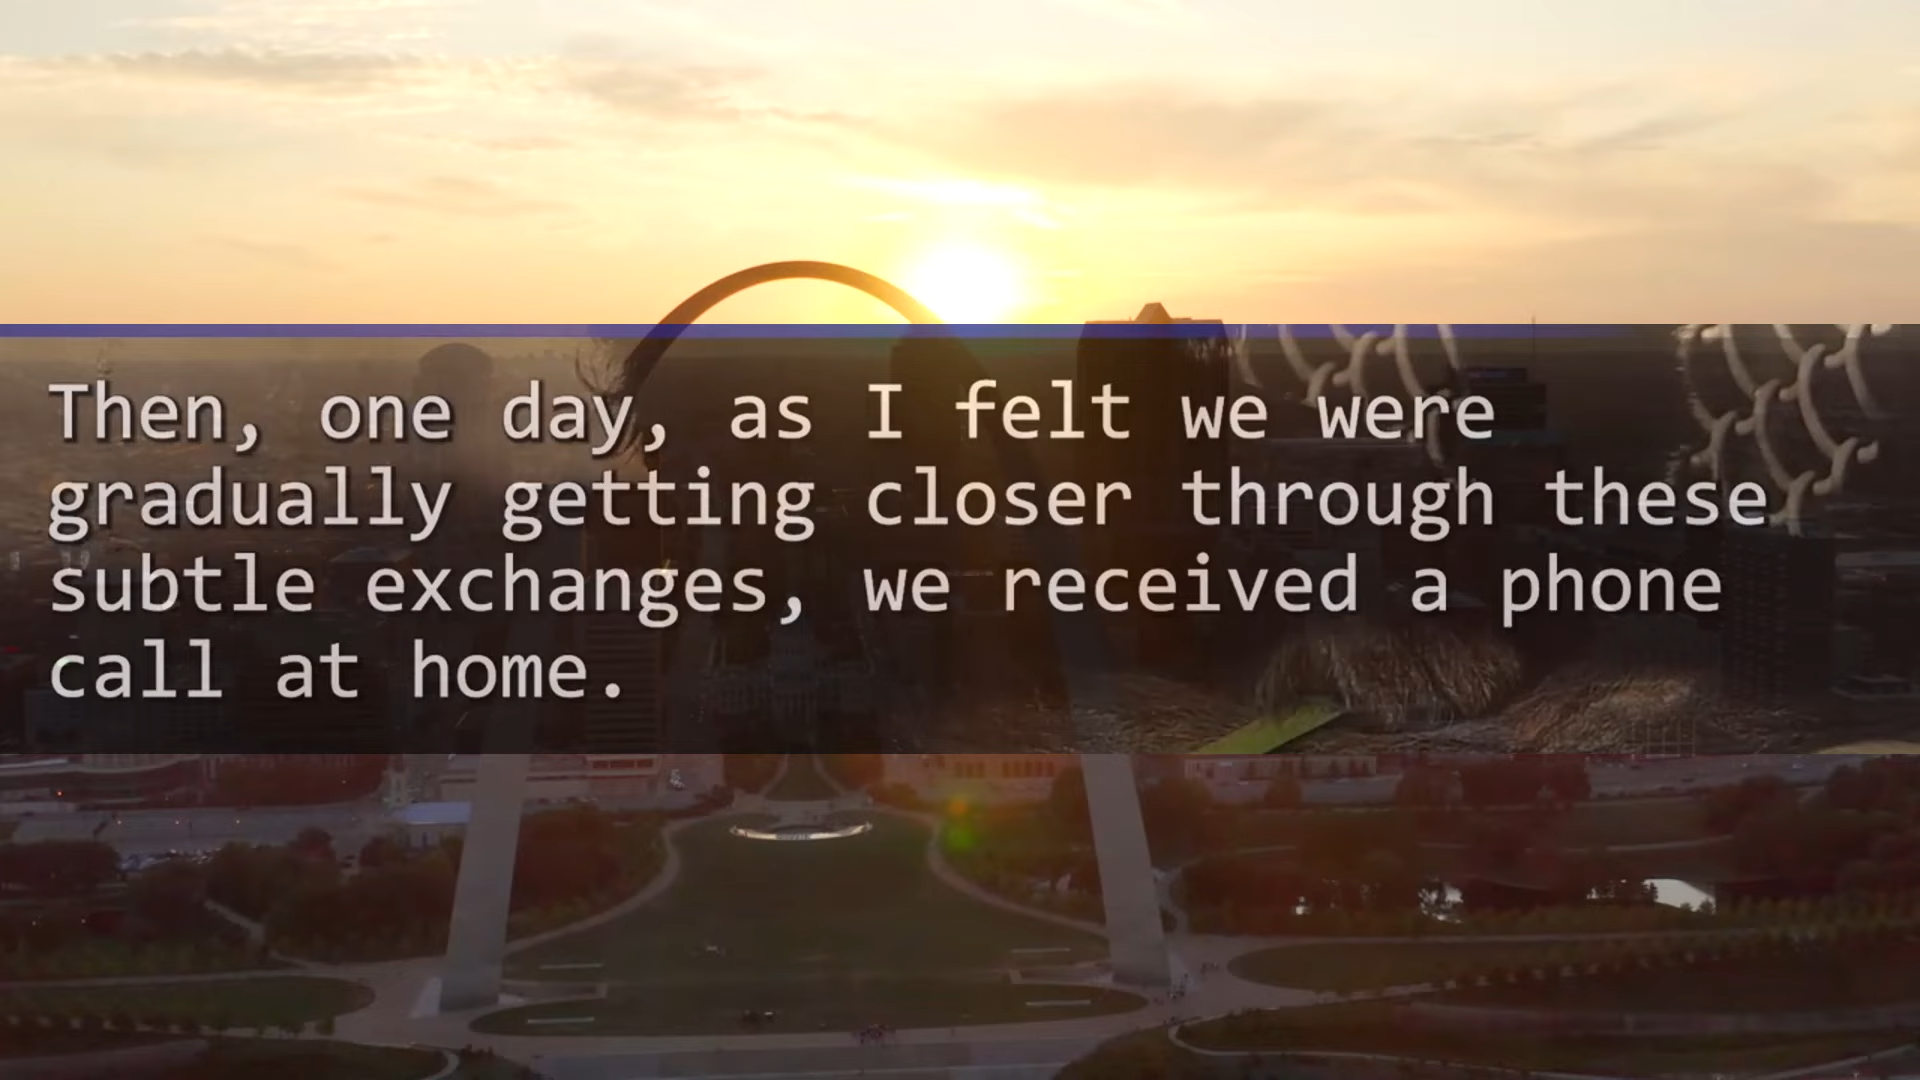 Then, one day, as I felt we were
gradually getting closer through these
subtle exchanges, we received a phone
call at home.